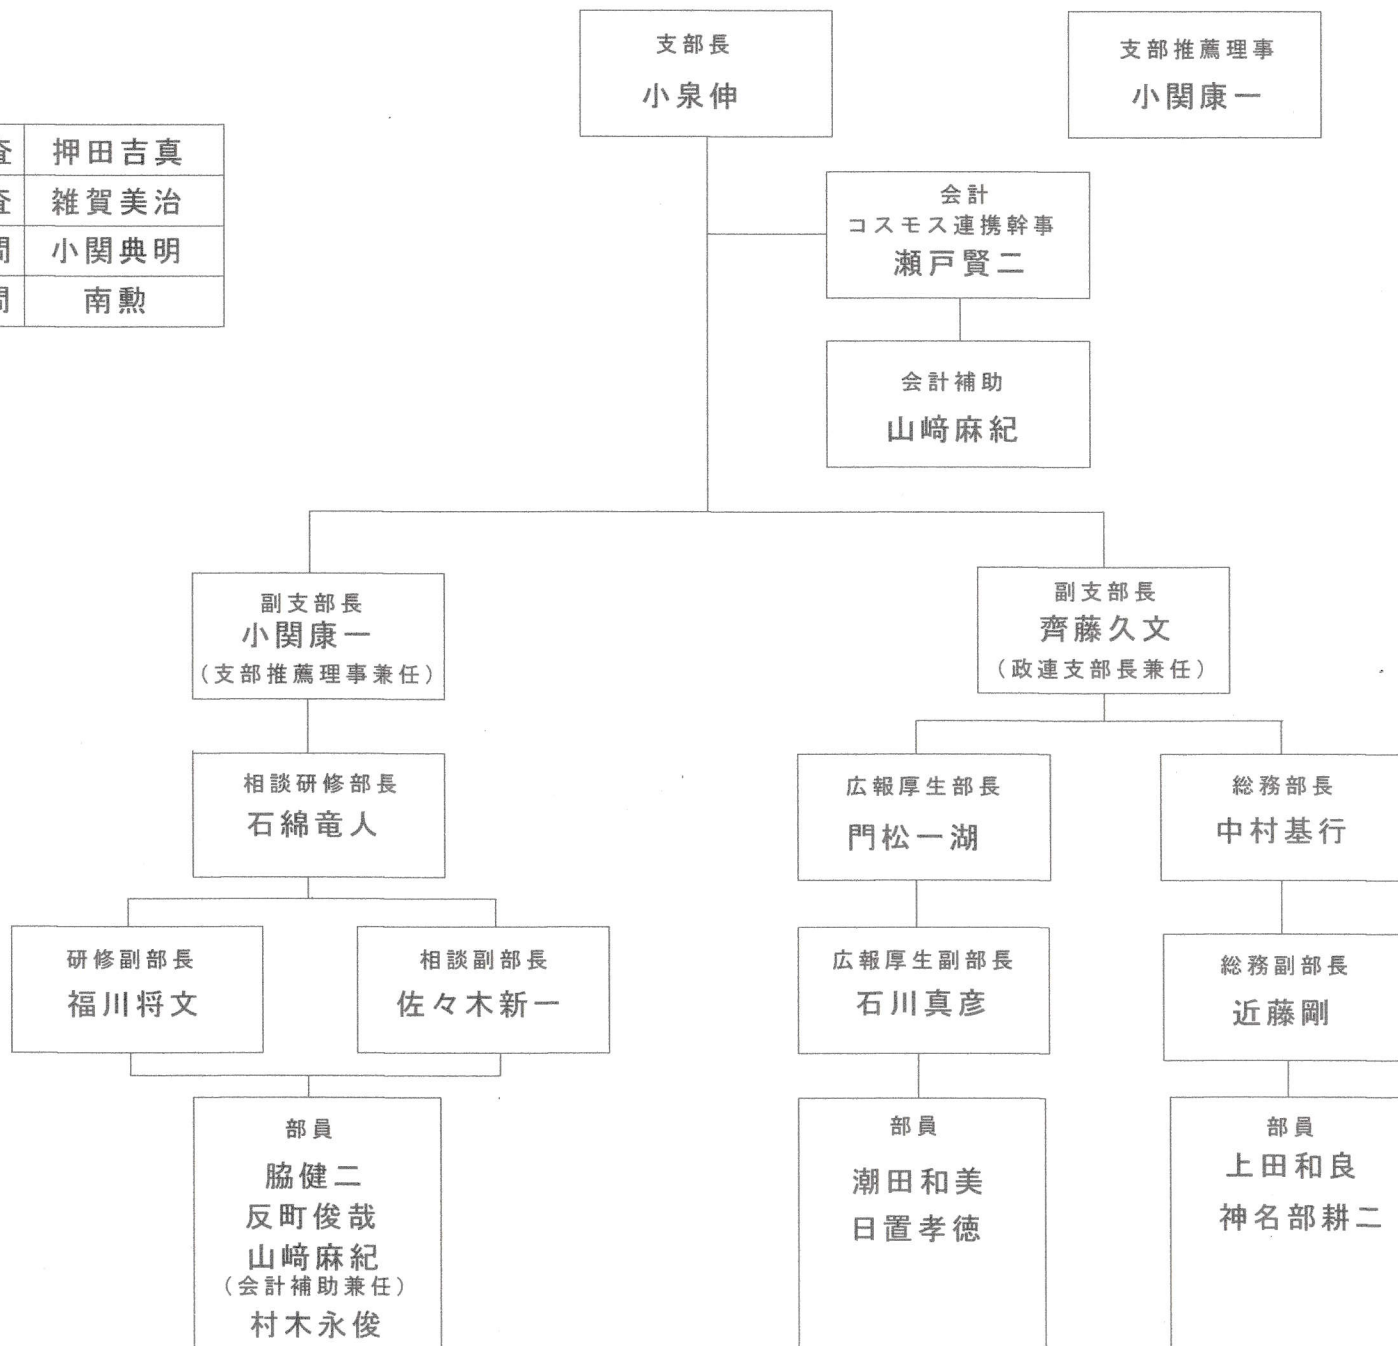 支部長
小泉伸
支部推薦理事
小関康一
査 押田吉真
査 雑賀美治
問 小関典明
問 南勲
会計
コスモス連携幹事
瀬戸賢二
会計補助
山﨑麻紀
副支部長
小関康一
(支部推薦理事兼任)
副支部長
齊藤久文
(政連支部長兼任)
相談研修部長
石綿竜人
広報厚生部長
門松一湖
総務部長
中村基行
研修副部長
福川将文
相談副部長
佐々木新一
広報厚生副部長
石川真彦
総務副部長
近藤剛
部員
脇健二
反町俊哉
山﨑麻紀
(会計補助兼任)
村木永俊
部員
潮田和美
日置孝徳
部員
上田和良
神名部耕二